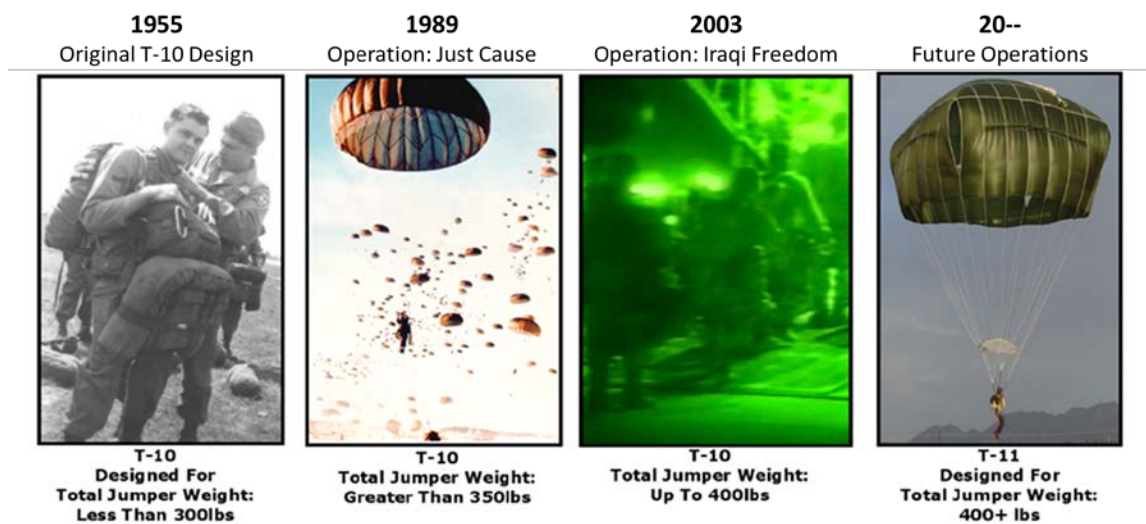 1955
Original T-10 Design
1989
Operation: Just Cause
2003
Operation: Iraqi Freedom
20--
Future Operations
T-10
Designed For
Total Jumper Weight:
Less Than 300lbs
T-10
Total Jumper Weight:
Greater Than 350lbs
T-10
Total Jumper Weight:
Up To 400lbs
T-11
Designed For
Total Jumper Weight:
400+ lbs